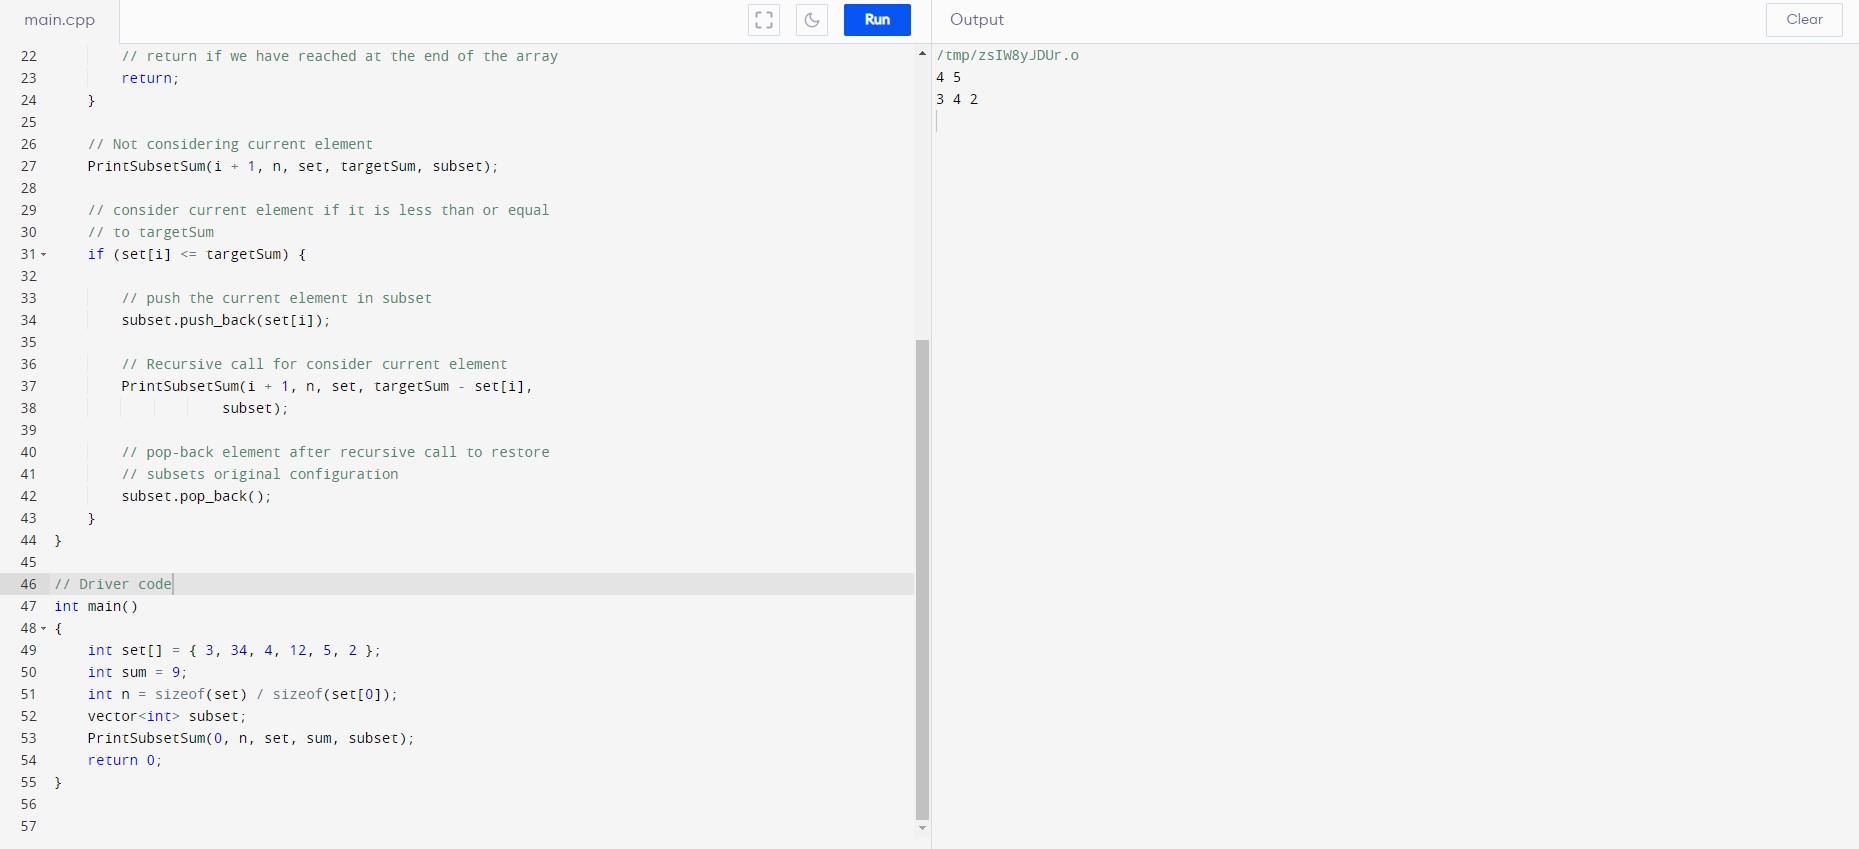 main.cpp
Run
Output
Clear
22 // return if we have reached at the end of the array
23 return;
24 }
25
26 // Not considering current element
27 PrintSubsetSum(i + 1, n, set, targetSum, subset);
28
29 // consider current element if it is less than or equal
30 // to targetSum
31 if (set[i] <= targetSum) {
32
33 // push the current element in subset
34 subset.push_back(set[i]);
35
36 // Recursive call for consider current element
37 PrintSubsetSum(i + 1, n, set, targetSum - set[i],
38 subset);
39
40 // pop-back element after recursive call to restore
41 // subsets original configuration
42 subset.pop_back();
43 }
44 }
45
46 // Driver code
47 int main()
48 {
49 int set[] = { 3, 34, 4, 12, 5, 2 };
50 int sum = 9;
51 int n = sizeof(set) / sizeof(set[0]);
52 vector<int> subset;
53 PrintSubsetSum(0, n, set, sum, subset);
54 return 0;
55 }
56
57
/tmp/zsIW8yJDUr.o
4 5
3 4 2